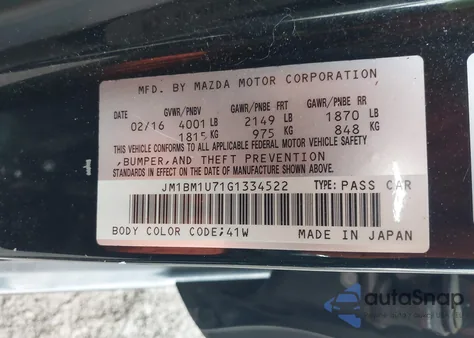 MFD. BY MAZDA MOTOR CORPORATION
DATE GVWR/PNBV GAWR/PNBE FRT GAWR/PNBE RR
02/16 4001 LB 2149 LB 1870 LB
1815 KG 975 KG 848 KG
THIS VEHICLE CONFORMS TO ALL APPLICABLE FEDERAL MOTOR VEHICLE SAFETY
,BUMPER,AND THEFT PREVENTION
STANDARDS IN EFFECT ON THE DATE OF MANUFACTURE SHOWN ABOVE.
JM1BM1U71G1334522 TYPE: PASS CAR
BODY COLOR CODE:41W MADE IN JAPAN
autoSnap